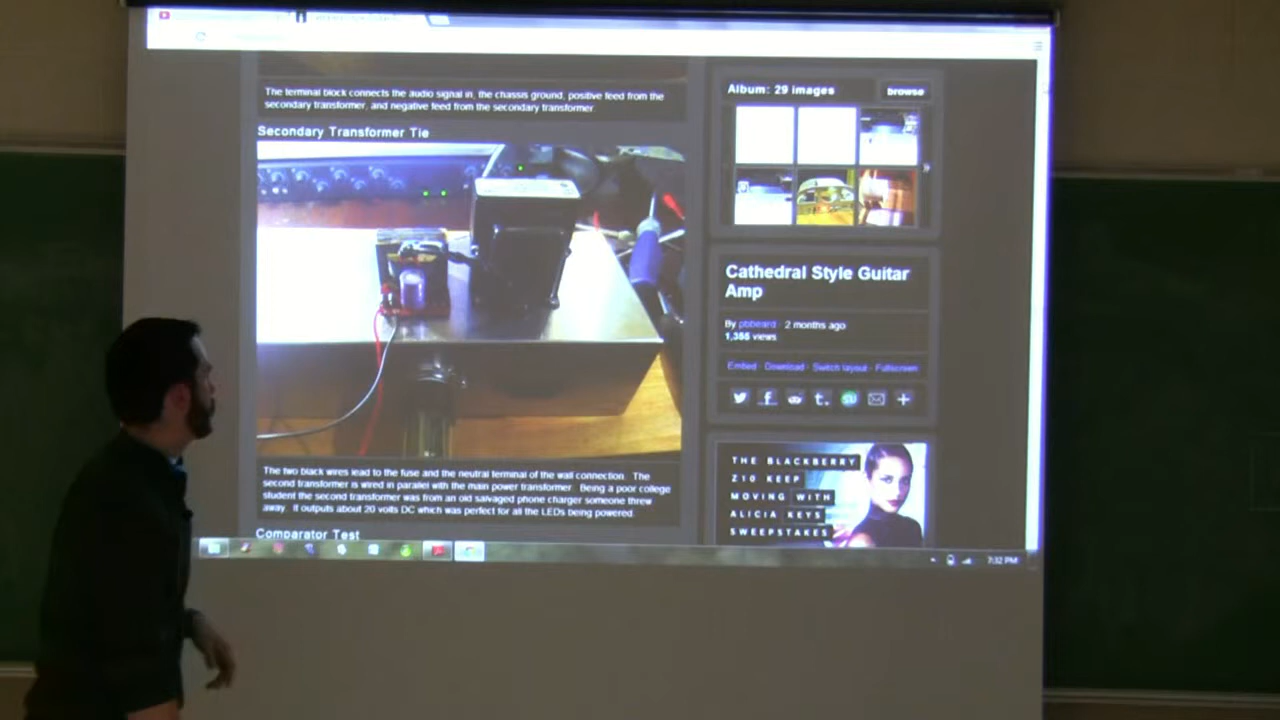 The terminal block connects the audio signal in, the chassis ground, positive feed from the
secondary transformer, and negative feed from the secondary transformer
Secondary Transformer Tie
The two black wires lead to the fuse and the neutral terminal of the wall connection. The
second transformer is wired in parallel with the main power transformer. Being a poor college
student the second transformer was from an old salvaged phone charger someone threw
away. It outputs about 20 volts DC which was perfect for all the LEDs being powered.
Comparator Test
Album: 29 images
browse
Cathedral Style Guitar
Amp
By pbbeard · 2 months ago
1,355 views
Embed · Download · Switch layout · Fullscreen
THE BLACKBERRY
Z10 KEEP
MOVING WITH
ALICIA KEYS
SWEEPSTAKES
7:32 PM